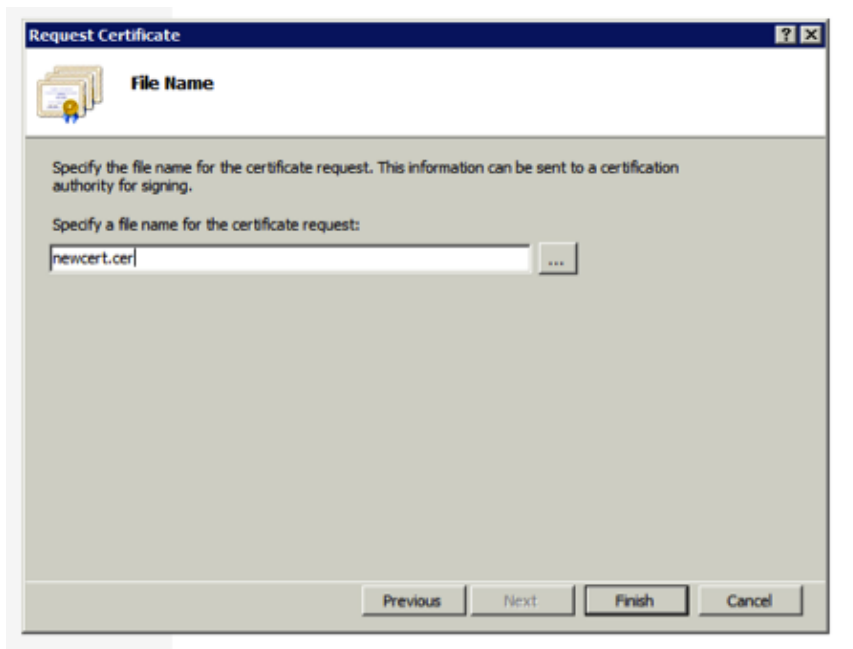 Request Certificate
File Name
Specify the file name for the certificate request. This information can be sent to a certification
authority for signing.
Specify a file name for the certificate request:
newcert.cer
...
Previous Next Finish Cancel